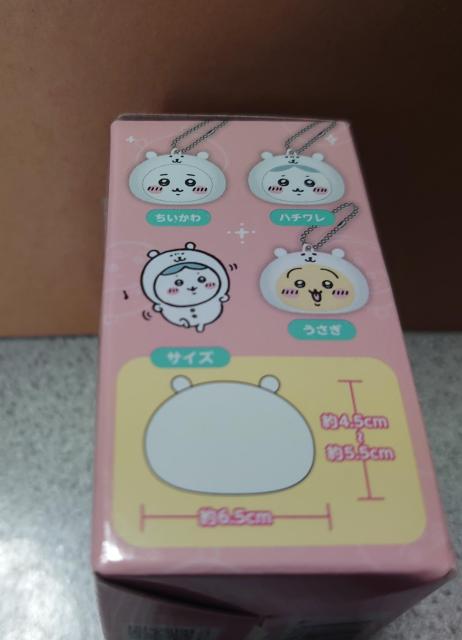 ちいかわ
ハチワレ
うさぎ
サイズ
約4.5cm
~
約5.5cm
約6.5cm